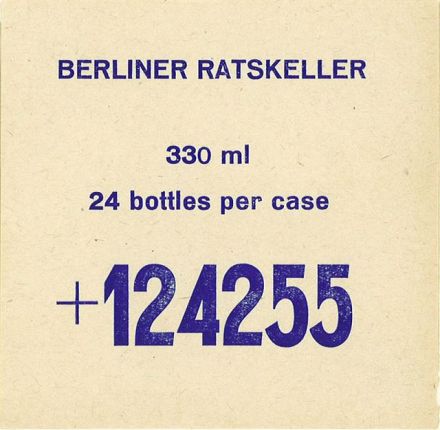 BERLINER RATSKELLER
330 ml
24 bottles per case
+124255